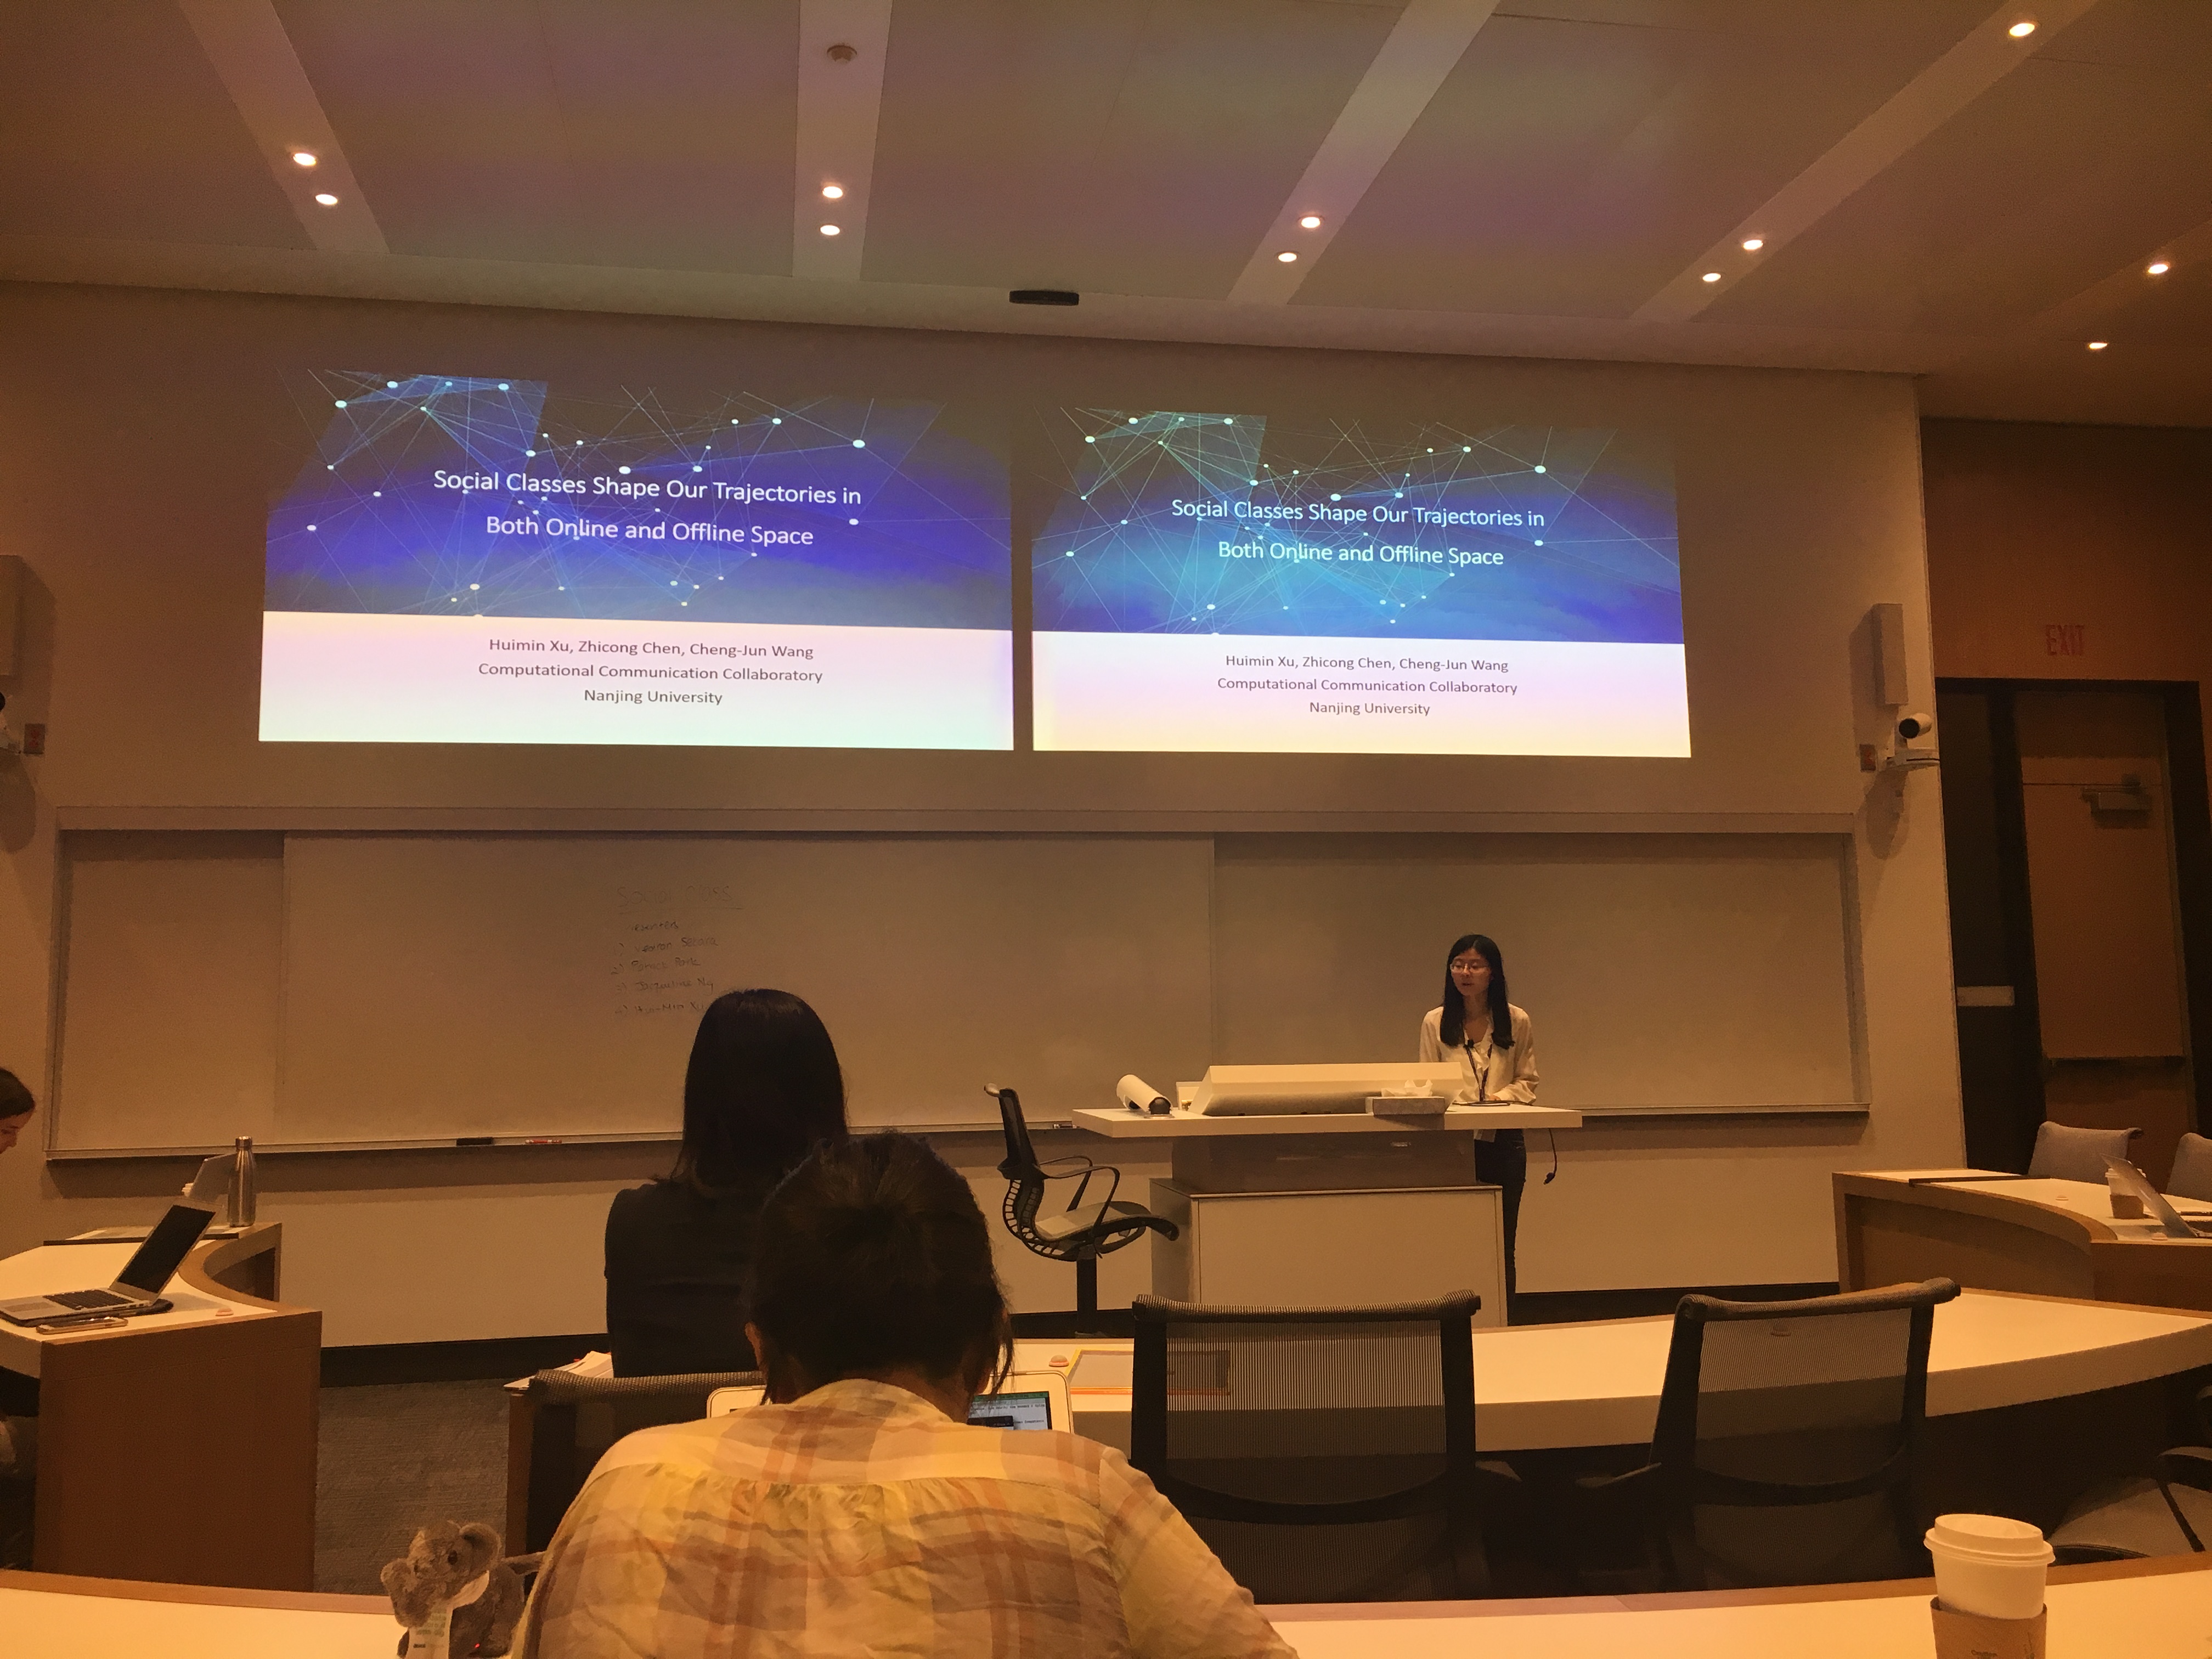 Social Classes Shape Our Trajectories in
Both Online and Offline Space
Huimin Xu, Zhicong Chen, Cheng-Jun Wang
Computational Communication Collaboratory
Nanjing University
Social Classes Shape Our Trajectories in
Both Online and Offline Space
Huimin Xu, Zhicong Chen, Cheng-Jun Wang
Computational Communication Collaboratory
Nanjing University
EXIT
Social